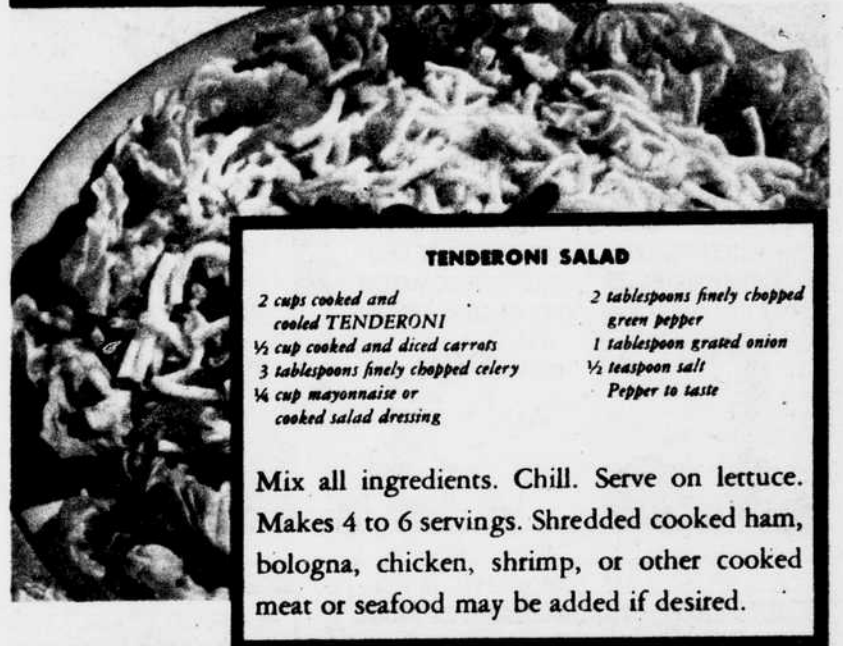 TENDERONI SALAD
2 cups cooked and
cooled TENDERONI
½ cup cooked and diced carrots
3 tablespoons finely chopped celery
¼ cup mayonnaise or
cooked salad dressing
2 tablespoons finely chopped
green pepper
1 tablespoon grated onion
½ teaspoon salt
Pepper to taste
Mix all ingredients. Chill. Serve on lettuce.
Makes 4 to 6 servings. Shredded cooked ham,
bologna, chicken, shrimp, or other cooked
meat or seafood may be added if desired.